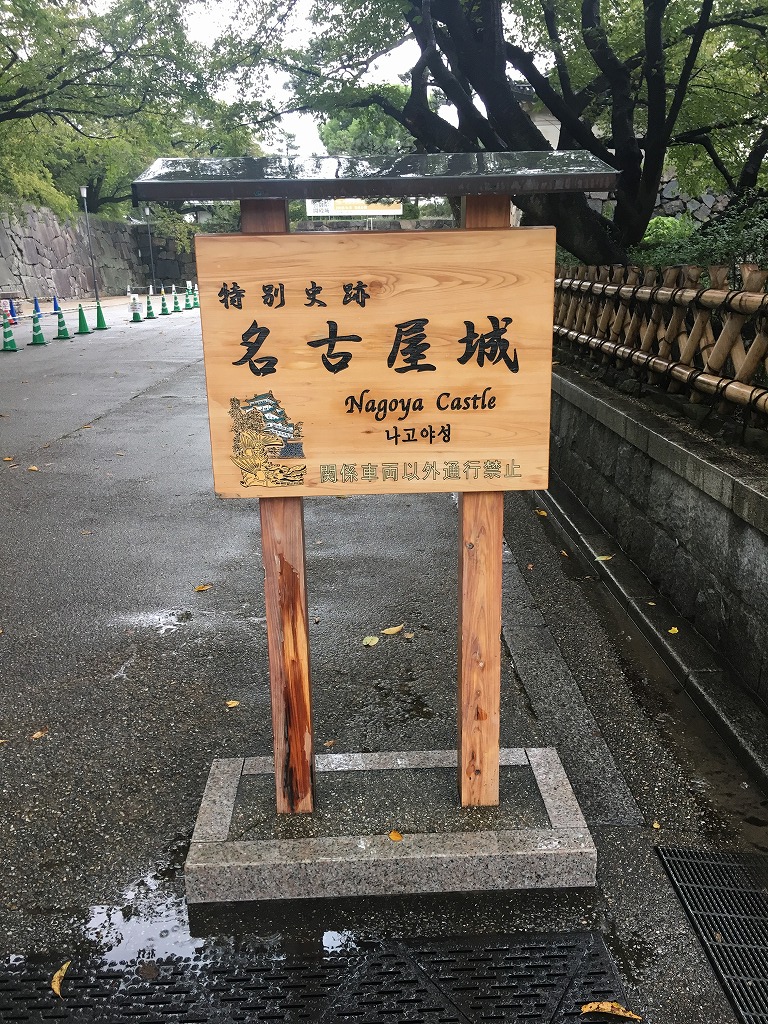 特別史跡
名古屋城
Nagoya Castle
나고야성
関係車両以外通行禁止